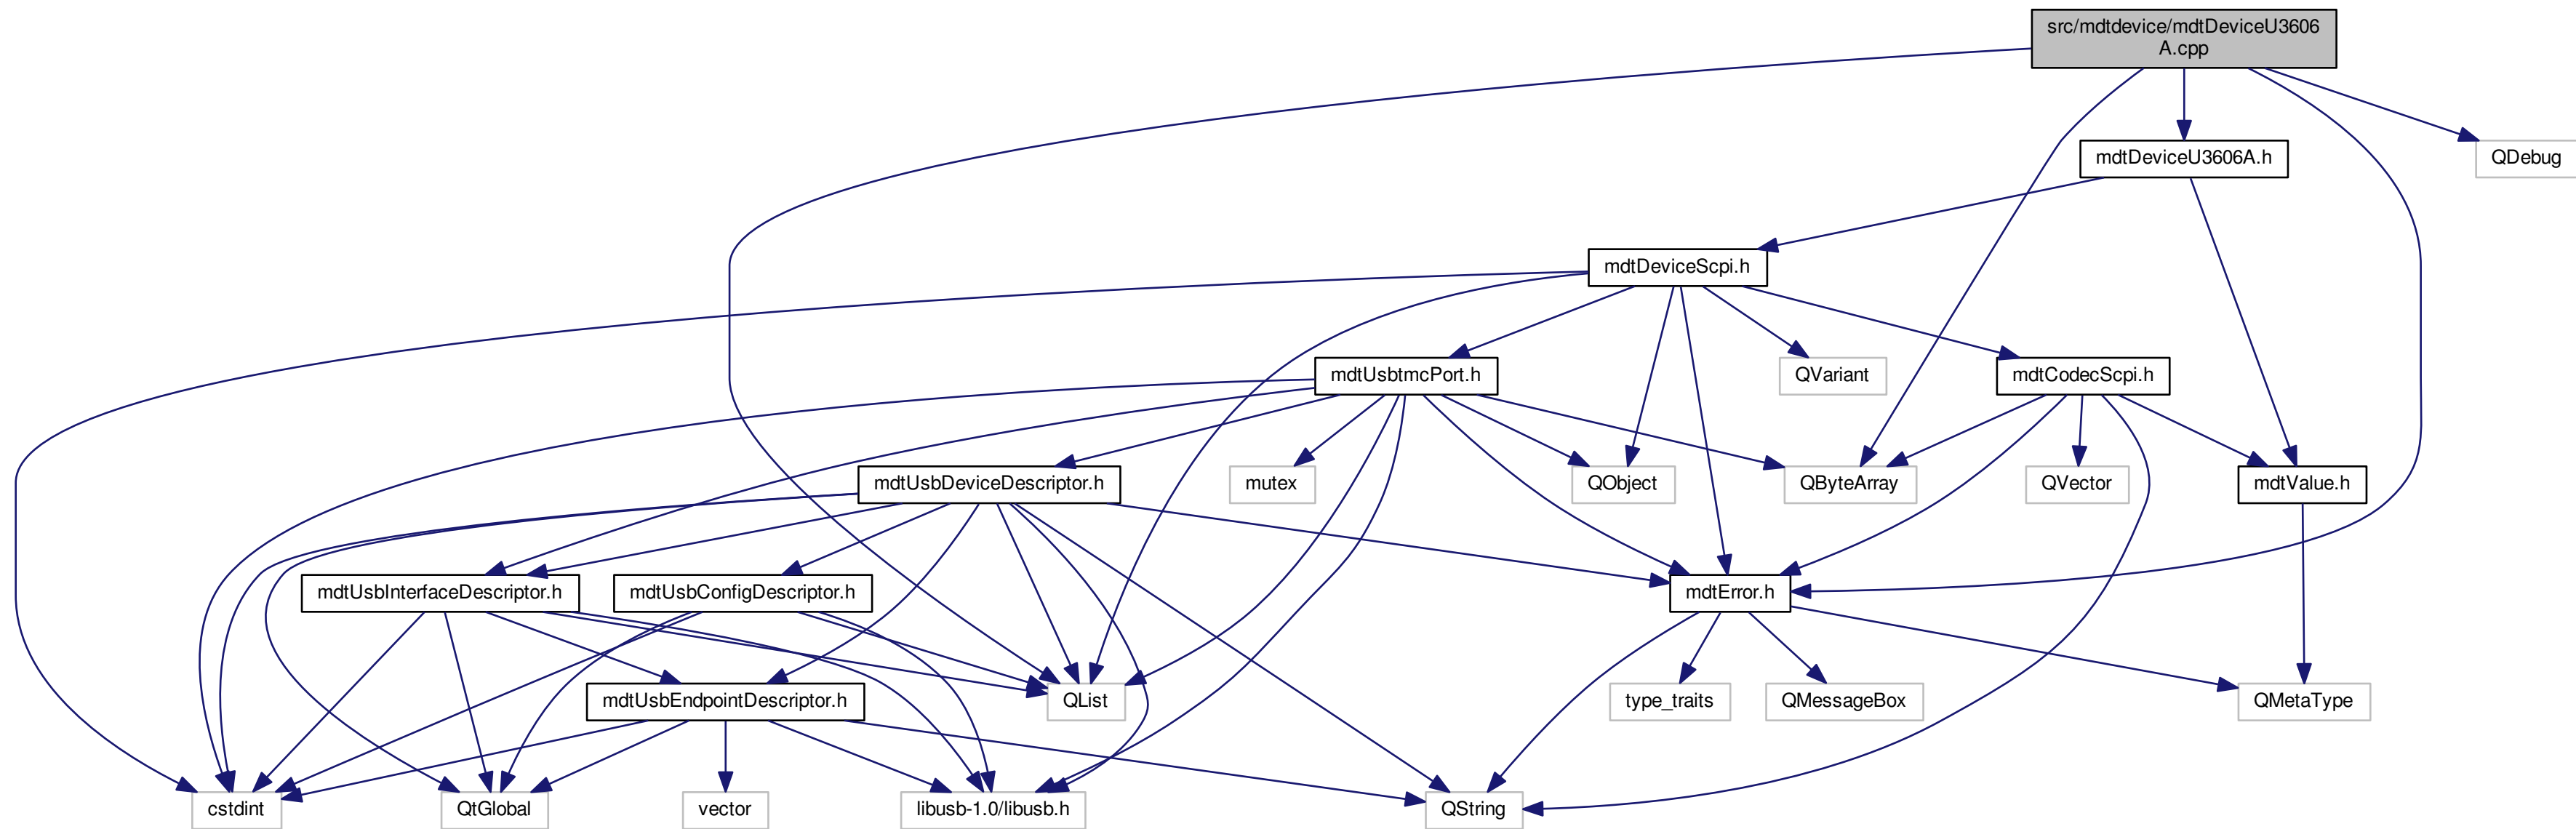 src/mdtdevice/mdtDeviceU3606
A.cpp
mdtDeviceU3606A.h
QDebug
mdtDeviceScpi.h
mdtUsbtmcPort.h
QVariant
mdtCodecScpi.h
mdtUsbDeviceDescriptor.h
mutex
QObject
QByteArray
QVector
mdtValue.h
mdtUsbInterfaceDescriptor.h
mdtUsbConfigDescriptor.h
mdtError.h
mdtUsbEndpointDescriptor.h
QList
type_traits
QMessageBox
QMetaType
cstdint
QtGlobal
vector
libusb-1.0/libusb.h
QString